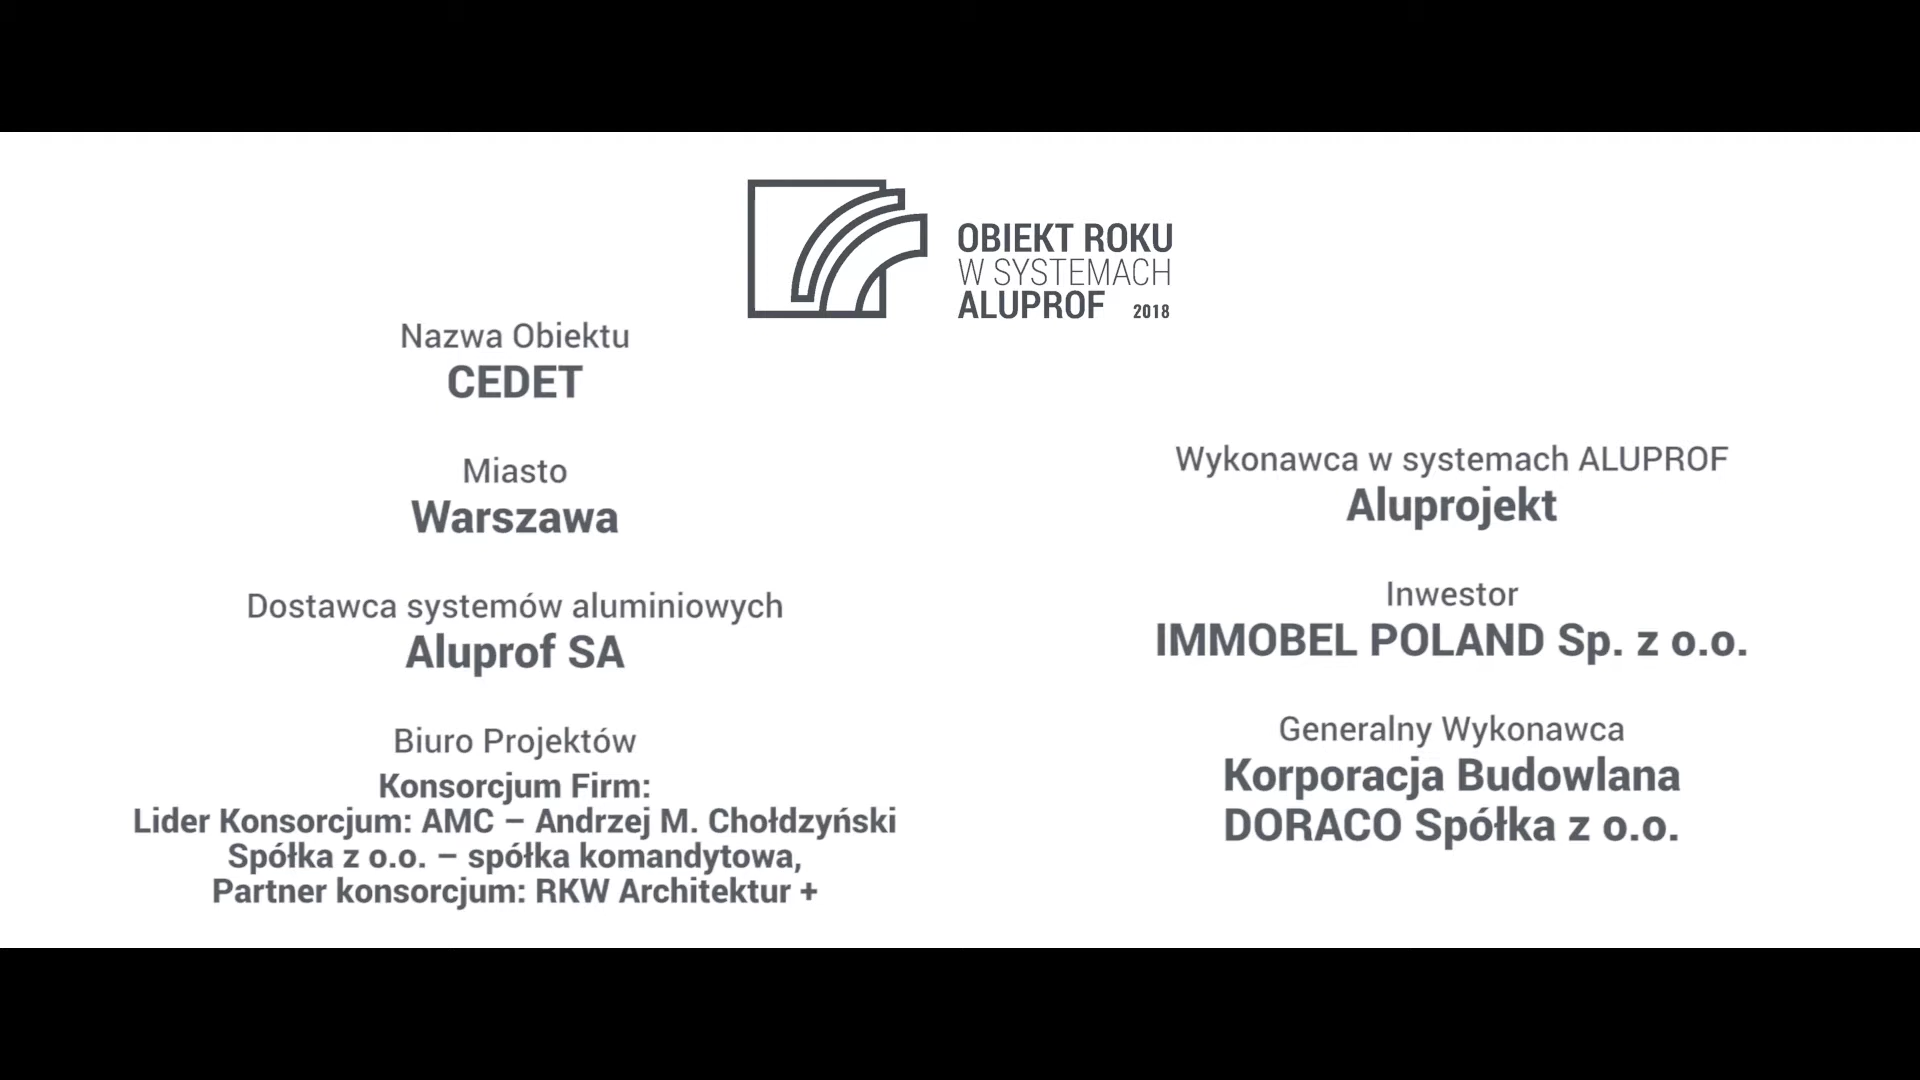 OBIEKT ROKU
W SYSTEMACH
ALUPROF 2018
Nazwa Obiektu
CEDET
Miasto
Warszawa
Dostawca systemów aluminiowych
Aluprof SA
Biuro Projektów
Konsorcjum Firm:
Lider Konsorcjum: AMC – Andrzej M. Chołdzyński
Spółka z o.o. – spółka komandytowa,
Partner konsorcjum: RKW Architektur +
Wykonawca w systemach ALUPROF
Aluprojekt
Inwestor
IMMOBEL POLAND Sp. z o.o.
Generalny Wykonawca
Korporacja Budowlana
DORACO Spółka z o.o.